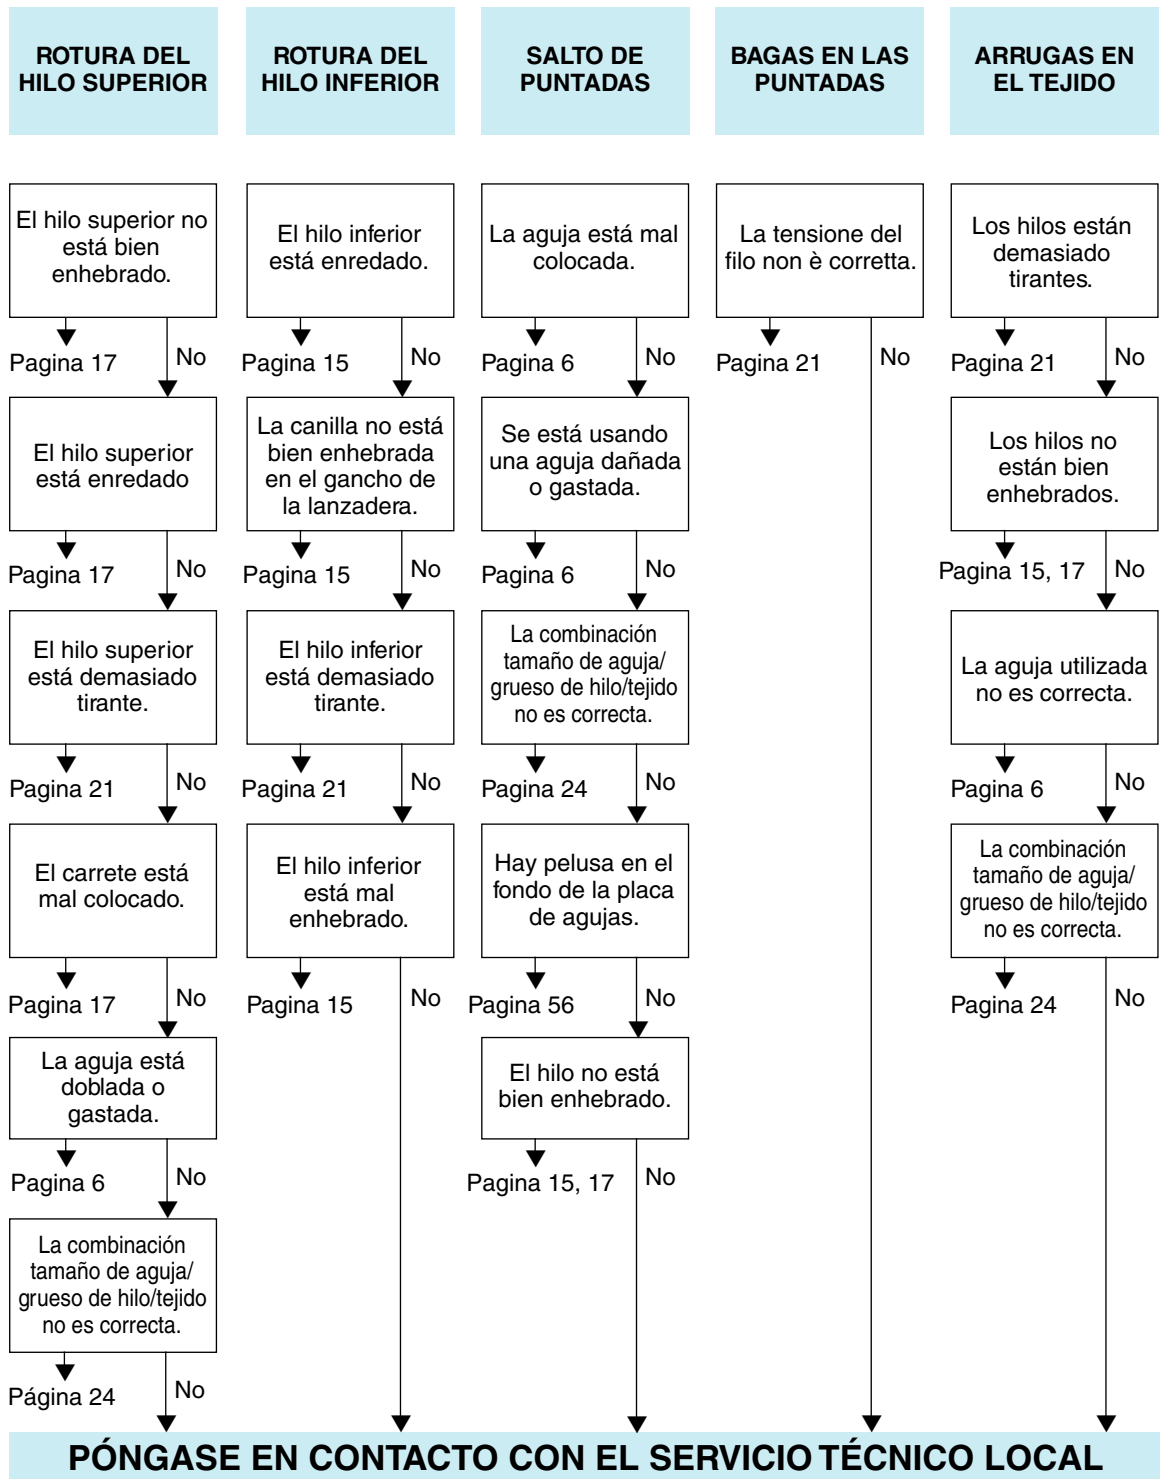 ROTURA DEL
HILO SUPERIOR
ROTURA DEL
HILO INFERIOR
SALTO DE
PUNTADAS
BAGAS EN LAS
PUNTADAS
ARRUGAS EN
EL TEJIDO
El hilo superior no
está bien
enhebrado.
Pagina 17
No
El hilo superior
está enredado
Pagina 17
No
El hilo superior
está demasiado
tirante.
Pagina 21
No
El carrete está
mal colocado.
Pagina 17
No
La aguja está
doblada o
gastada.
Pagina 6
No
La combinación
tamaño de aguja/
grueso de hilo/tejido
no es correcta.
Página 24
No
El hilo inferior
está enredado.
Pagina 15
No
La canilla no está
bien enhebrada
en el gancho de
la lanzadera.
Pagina 15
No
El hilo inferior
está demasiado
tirante.
Pagina 21
No
El hilo inferior
está mal
enhebrado.
Pagina 15
No
La aguja está mal
colocada.
Pagina 6
No
Se está usando
una aguja dañada
o gastada.
Pagina 6
No
La combinación
tamaño de aguja/
grueso de hilo/tejido
no es correcta.
Pagina 24
No
Hay pelusa en el
fondo de la placa
de agujas.
Pagina 56
No
El hilo no está
bien enhebrado.
Pagina 15, 17
No
La tensione del
filo non è corretta.
Pagina 21
No
Los hilos están
demasiado
tirantes.
Pagina 21
No
Los hilos no
están bien
enhebrados.
Pagina 15, 17
No
La aguja utilizada
no es correcta.
Pagina 6
No
La combinación
tamaño de aguja/
grueso de hilo/tejido
no es correcta.
Pagina 24
No
PÓNGASE EN CONTACTO CON EL SERVICIO TÉCNICO LOCAL